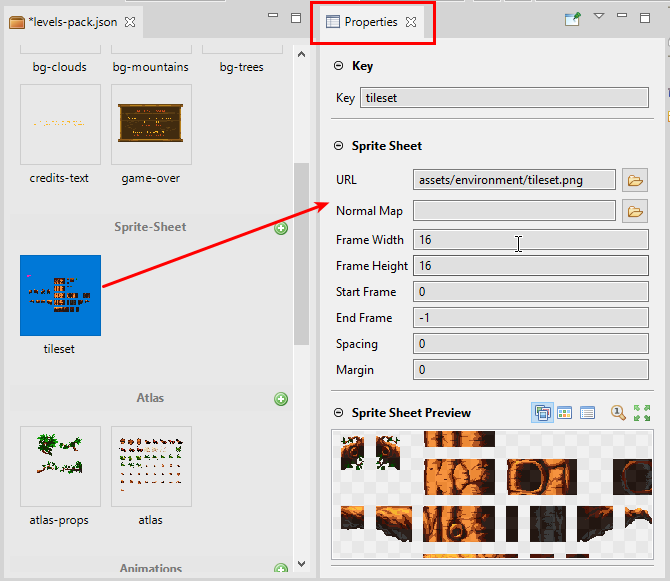 *levels-pack.json
bg-clouds bg-mountains bg-trees
credits-text game-over
Sprite-Sheet
tileset
Atlas
atlas-props atlas
Animations
Properties
Key
Key tileset
Sprite Sheet
URL assets/environment/tileset.png
Normal Map
Frame Width 16
Frame Height 16
Start Frame 0
End Frame -1
Spacing 0
Margin 0
Sprite Sheet Preview